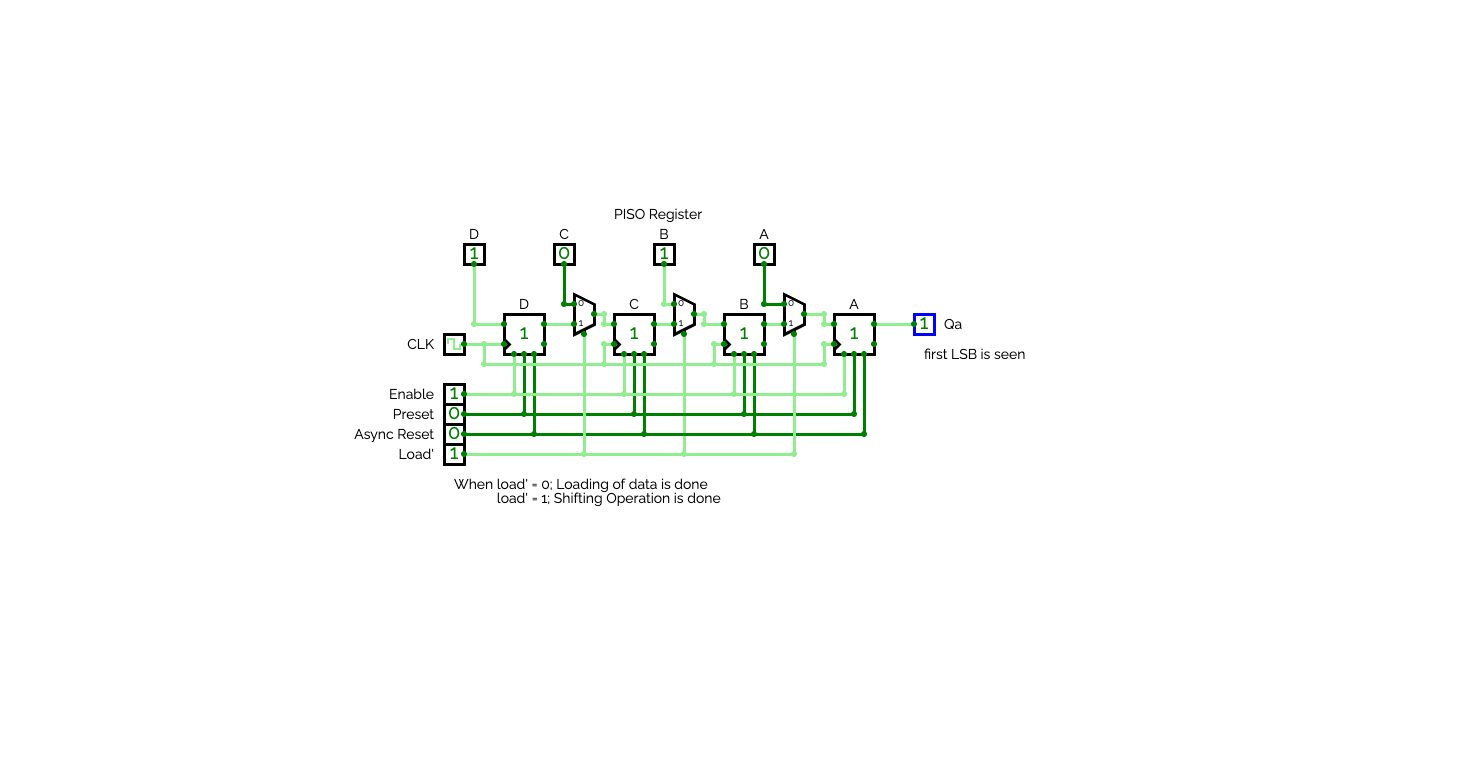 PISO Register
D C B A
1 0 1 0
D C B A
0 0 0
1 1 1
1 1 1 1 1 Qa
CLK
first LSB is seen
Enable 1
Preset 0
Async Reset 0
Load' 1
When load' = 0; Loading of data is done
load' = 1; Shifting Operation is done